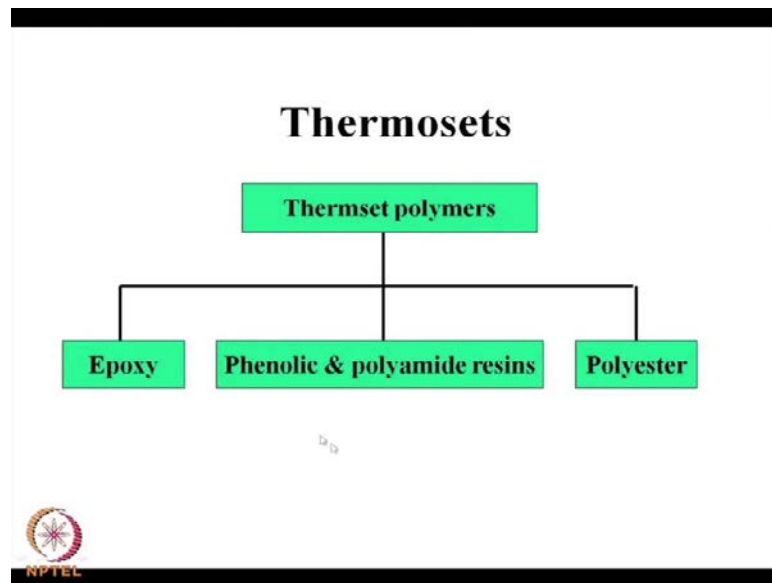 Thermosets
Thermset polymers
Epoxy
Phenolic & polyamide resins
Polyester
NPTEL